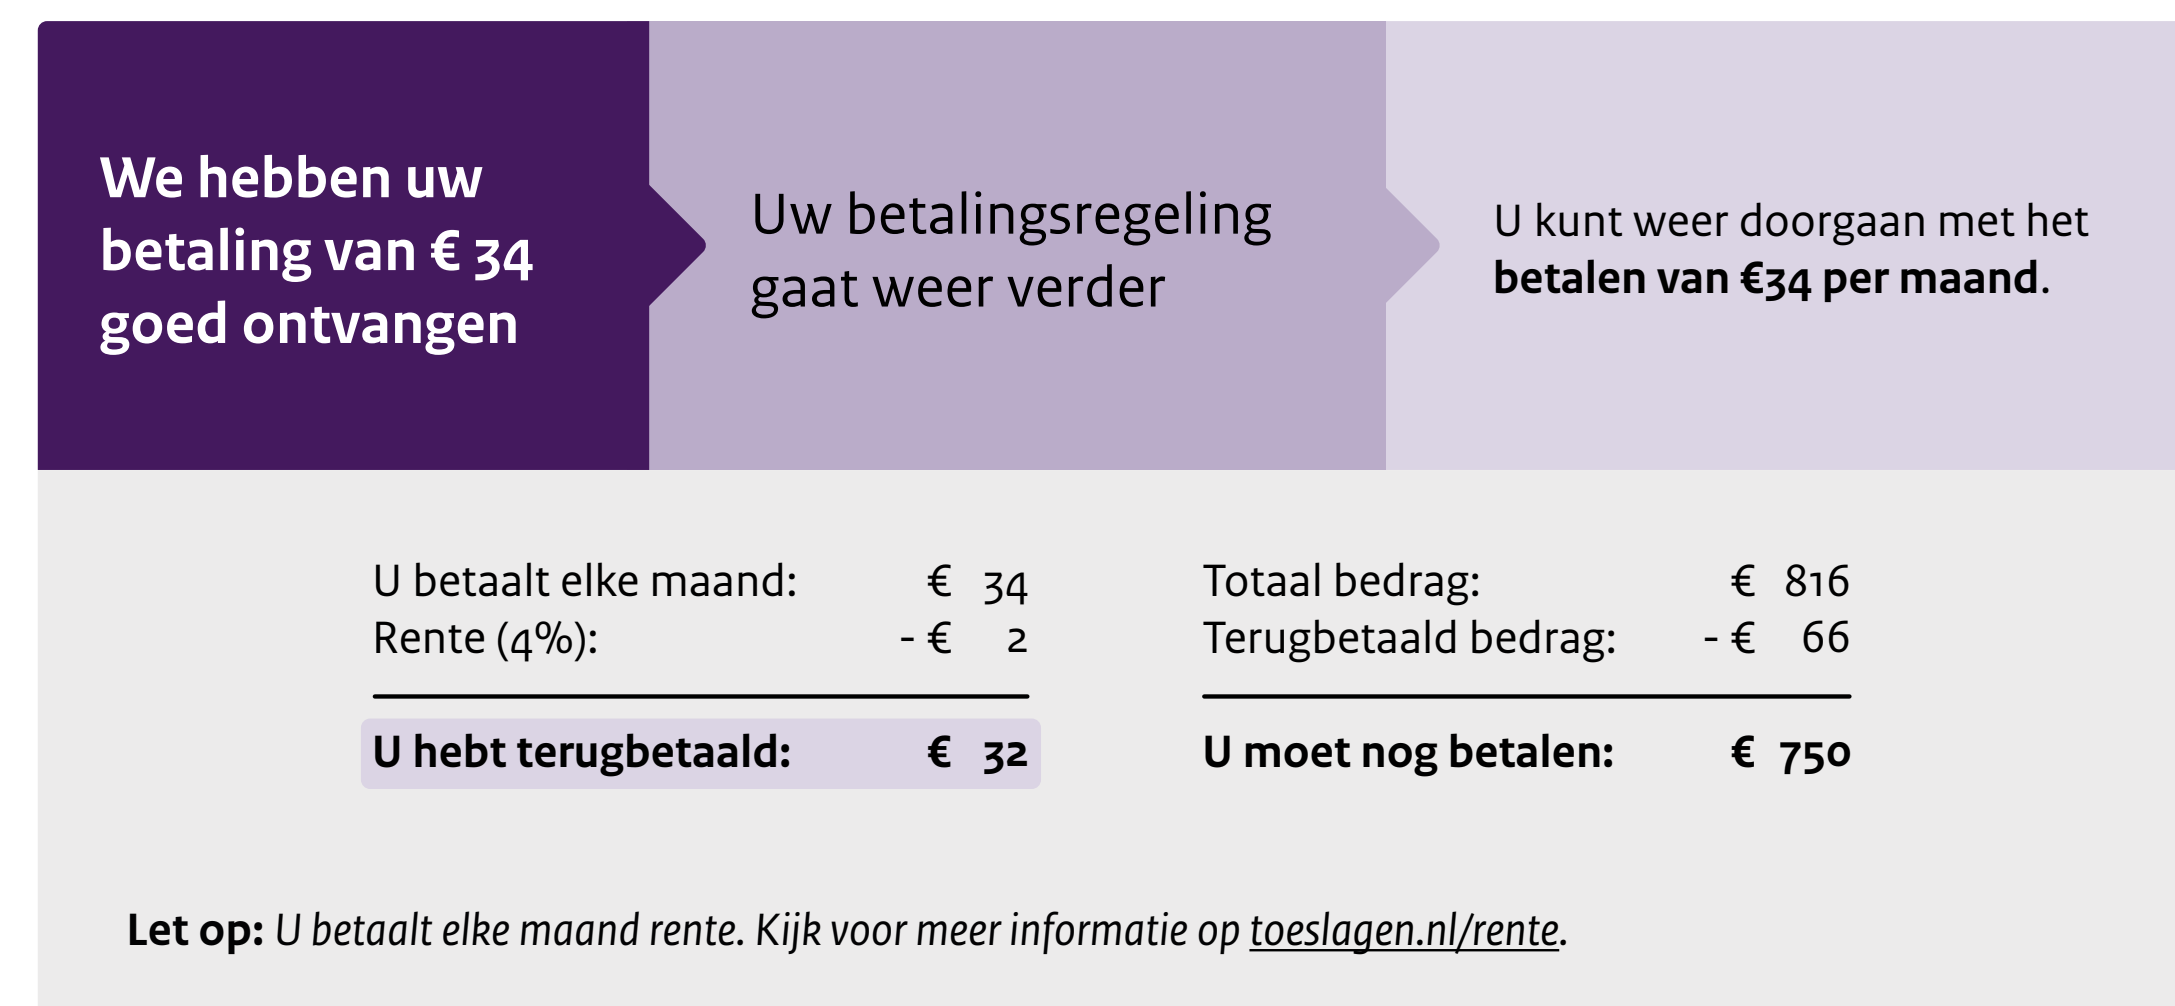 We hebben uw
betaling van € 34
goed ontvangen
Uw betalingsregeling
gaat weer verder
U kunt weer doorgaan met het
betalen van €34 per maand.
U betaalt elke maand: € 34
Rente (4%): - € 2
U hebt terugbetaald: € 32
Totaal bedrag: € 816
Terugbetaald bedrag: - € 66
U moet nog betalen: € 750
Let op: U betaalt elke maand rente. Kijk voor meer informatie op toeslagen.nl/rente.